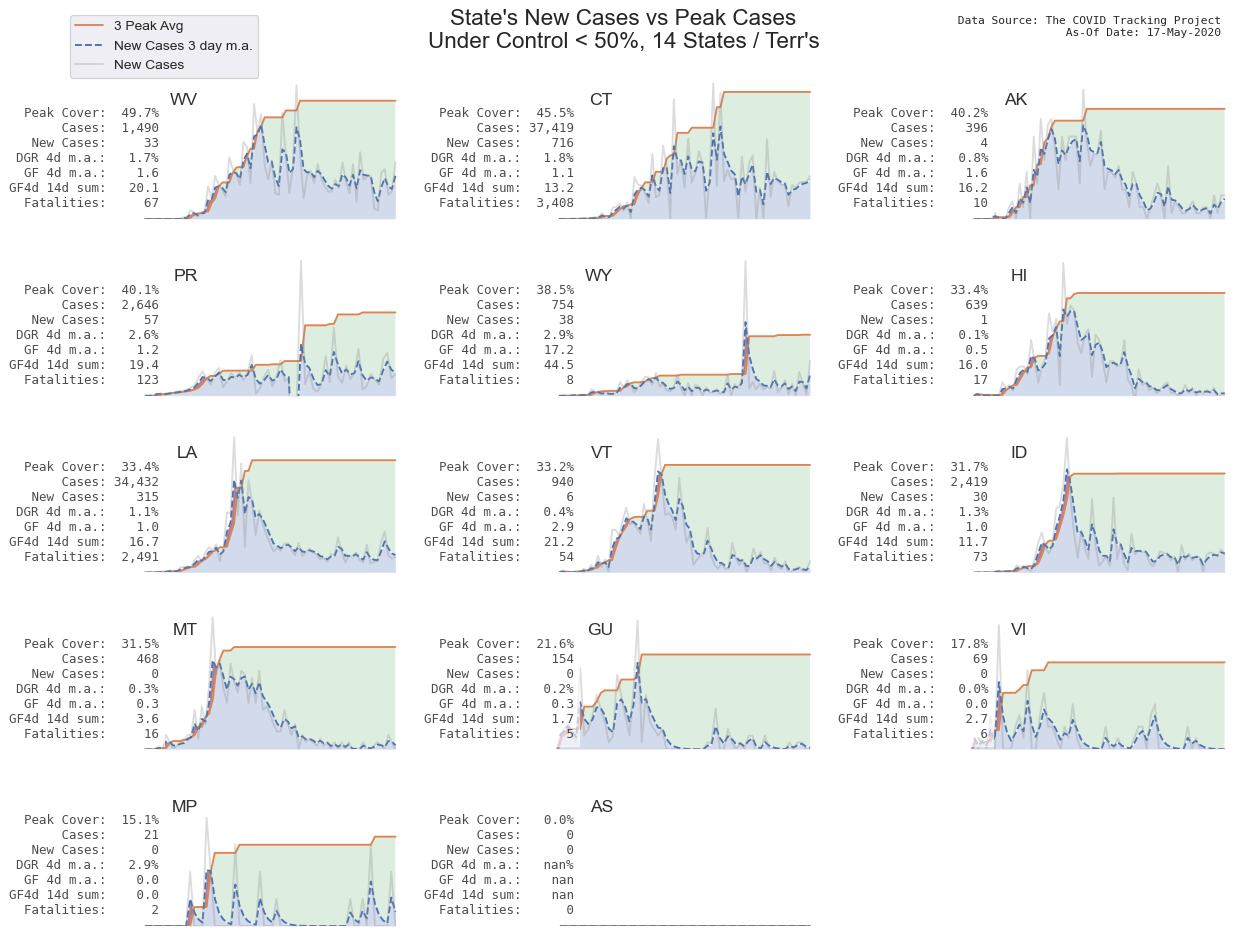 3 Peak Avg
New Cases 3 day m.a.
New Cases
State's New Cases vs Peak Cases
Under Control < 50%, 14 States / Terr's
Data Source: The COVID Tracking Project
As-Of Date: 17-May-2020
WV
Peak Cover: 49.7%
Cases: 1,490
New Cases: 33
DGR 4d m.a.: 1.7%
GF 4d m.a.: 1.6
GF4d 14d sum: 20.1
Fatalities: 67
CT
Peak Cover: 45.5%
Cases: 37,419
New Cases: 716
DGR 4d m.a.: 1.8%
GF 4d m.a.: 1.1
GF4d 14d sum: 13.2
Fatalities: 3,408
AK
Peak Cover: 40.2%
Cases: 396
New Cases: 4
DGR 4d m.a.: 0.8%
GF 4d m.a.: 1.6
GF4d 14d sum: 16.2
Fatalities: 10
PR
Peak Cover: 40.1%
Cases: 2,646
New Cases: 57
DGR 4d m.a.: 2.6%
GF 4d m.a.: 1.2
GF4d 14d sum: 19.4
Fatalities: 123
WY
Peak Cover: 38.5%
Cases: 754
New Cases: 38
DGR 4d m.a.: 2.9%
GF 4d m.a.: 17.2
GF4d 14d sum: 44.5
Fatalities: 8
HI
Peak Cover: 33.4%
Cases: 639
New Cases: 1
DGR 4d m.a.: 0.1%
GF 4d m.a.: 0.5
GF4d 14d sum: 16.0
Fatalities: 17
LA
Peak Cover: 33.4%
Cases: 34,432
New Cases: 315
DGR 4d m.a.: 1.1%
GF 4d m.a.: 1.0
GF4d 14d sum: 16.7
Fatalities: 2,491
VT
Peak Cover: 33.2%
Cases: 940
New Cases: 6
DGR 4d m.a.: 0.4%
GF 4d m.a.: 2.9
GF4d 14d sum: 21.2
Fatalities: 54
ID
Peak Cover: 31.7%
Cases: 2,419
New Cases: 30
DGR 4d m.a.: 1.3%
GF 4d m.a.: 1.0
GF4d 14d sum: 11.7
Fatalities: 73
MT
Peak Cover: 31.5%
Cases: 468
New Cases: 0
DGR 4d m.a.: 0.3%
GF 4d m.a.: 0.3
GF4d 14d sum: 3.6
Fatalities: 16
GU
Peak Cover: 21.6%
Cases: 154
New Cases: 0
DGR 4d m.a.: 0.2%
GF 4d m.a.: 0.3
GF4d 14d sum: 1.7
Fatalities: 5
VI
Peak Cover: 17.8%
Cases: 69
New Cases: 0
DGR 4d m.a.: 0.0%
GF 4d m.a.: 0.0
GF4d 14d sum: 2.7
Fatalities: 6
MP
Peak Cover: 15.1%
Cases: 21
New Cases: 0
DGR 4d m.a.: 2.9%
GF 4d m.a.: 0.0
GF4d 14d sum: 0.0
Fatalities: 2
AS
Peak Cover: 0.0%
Cases: 0
New Cases: 0
DGR 4d m.a.: nan%
GF 4d m.a.: nan
GF4d 14d sum: nan
Fatalities: 0